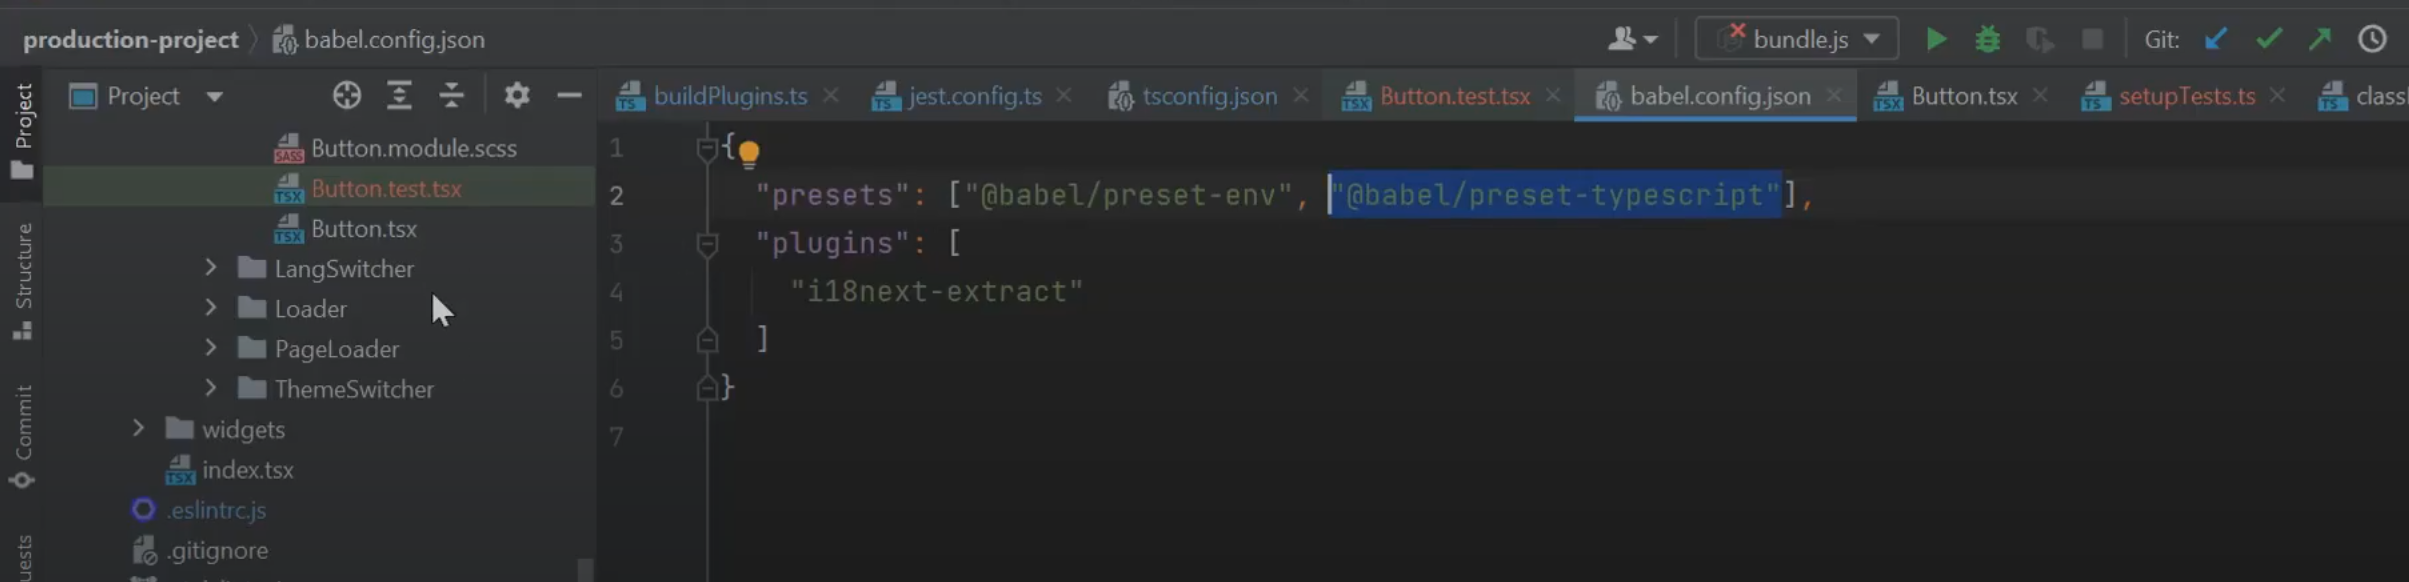 production-project babel.config.json bundle.js Git:
Project
Structure
Commit
uests
Project
Button.module.scss
Button.test.tsx
Button.tsx
LangSwitcher
Loader
PageLoader
ThemeSwitcher
widgets
index.tsx
.eslintrc.js
.gitignore
buildPlugins.ts jest.config.ts tsconfig.json Button.test.tsx babel.config.json Button.tsx setupTests.ts class
1 {
2 "presets": ["@babel/preset-env", "@babel/preset-typescript"],
3 "plugins": [
4 "i18next-extract"
5 ]
6 }
7